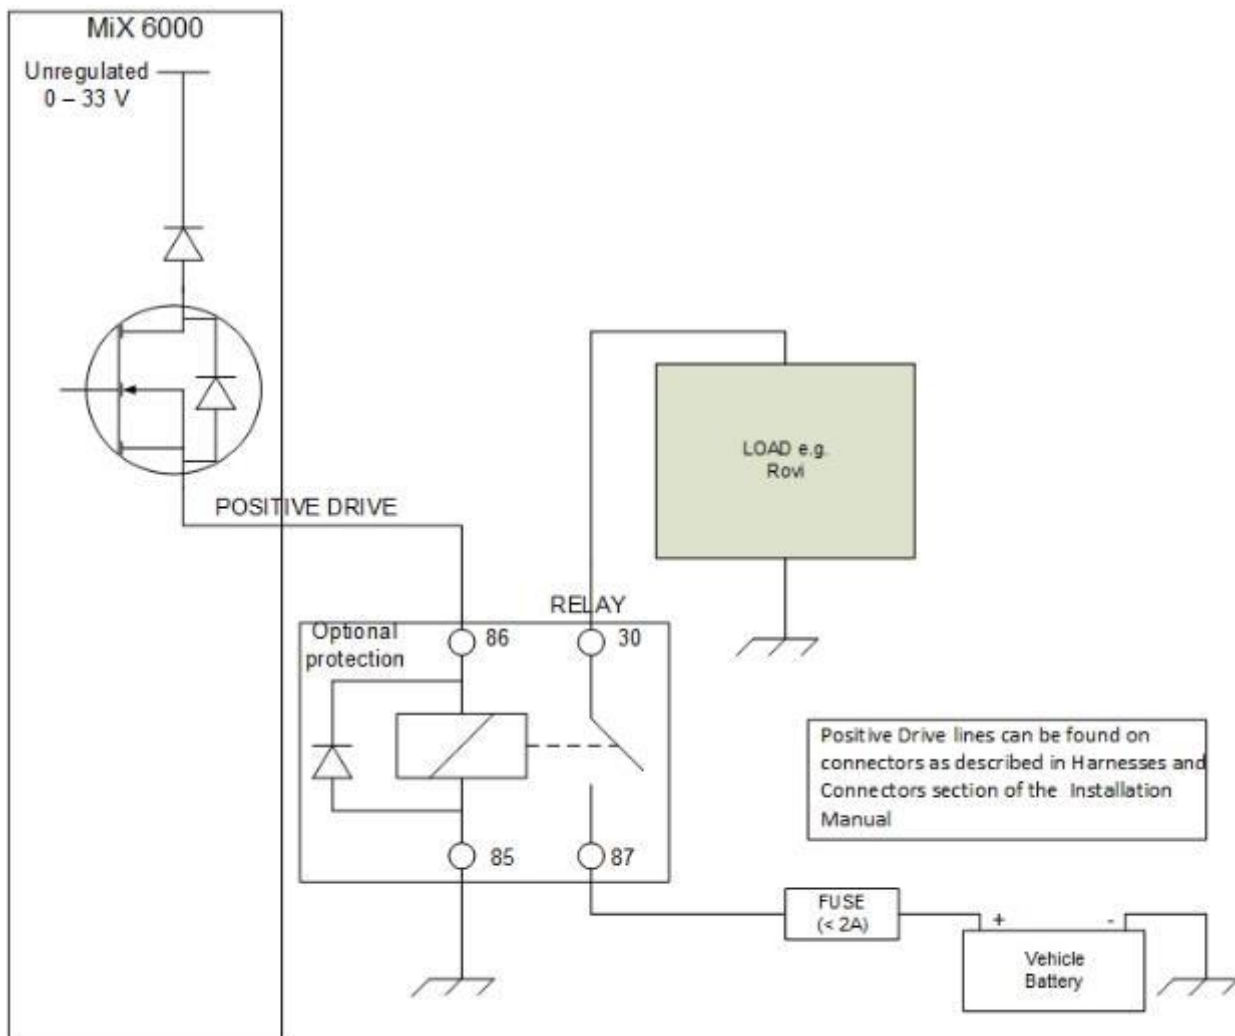 MiX 6000
Unregulated
0 – 33 V
POSITIVE DRIVE
LOAD e.g.
Rovi
RELAY
Optional
protection
86
30
85
87
Positive Drive lines can be found on
connectors as described in Harnesses and
Connectors section of the Installation
Manual
FUSE
(< 2A)
+
-
Vehicle
Battery